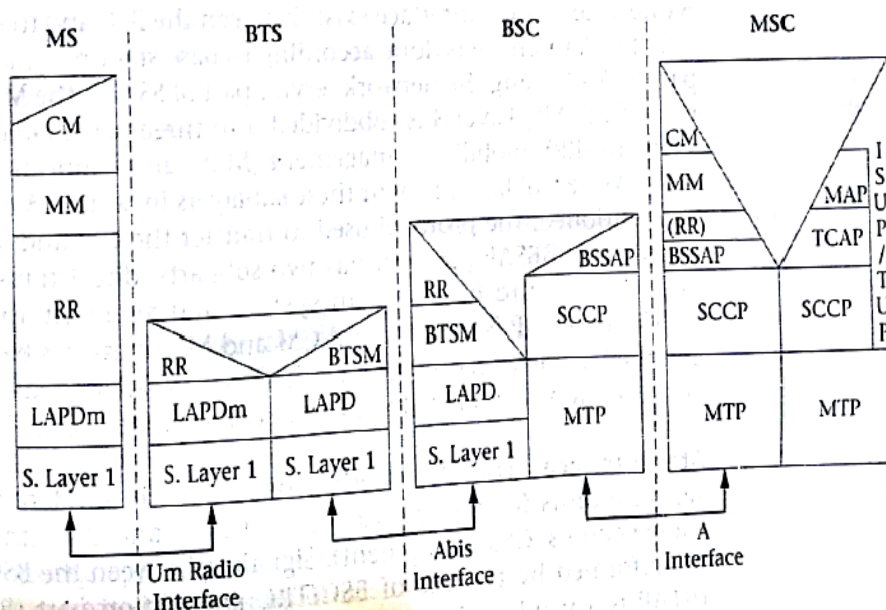 MS BTS BSC MSC
CM
MM
RR
LAPDm
S. Layer 1
RR BTSM
LAPDm LAPD
S. Layer 1 S. Layer 1
RR BSSAP
BTSM SCCP
LAPD MTP
S. Layer 1
CM
MM MAP
(RR) TCAP
BSSAP
SCCP SCCP
MTP MTP
ISUP/TUP
Um Radio
Interface
Abis
Interface
A
Interface